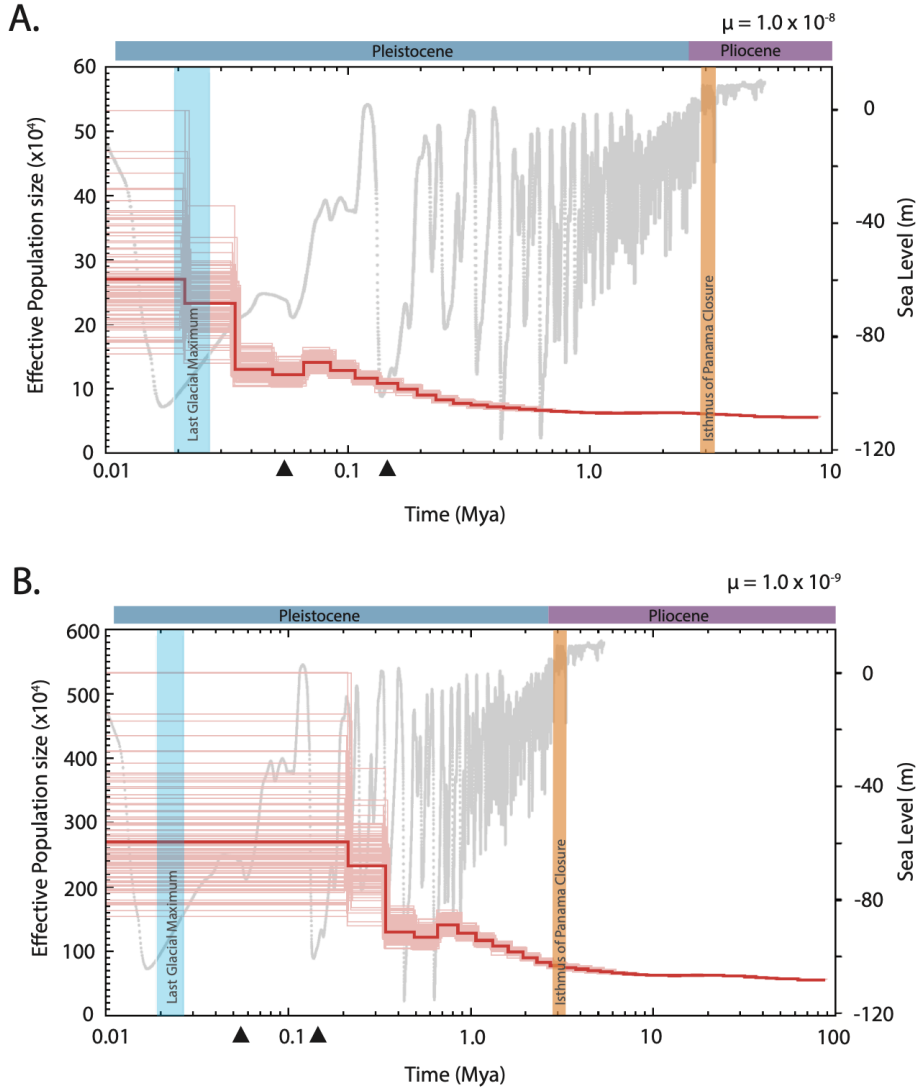 A.
μ = 1.0 x 10⁻⁸
Pleistocene
Pliocene
Effective Population size (x10⁴)
60
50
40
30
20
10
0
Last Glacial Maximum
Isthmus of Panama Closure
0
-40
-80
-120
Sea Level (m)
0.01
0.1
1.0
10
Time (Mya)
B.
μ = 1.0 x 10⁻⁹
Pleistocene
Pliocene
Effective Population size (x10⁴)
600
500
400
300
200
100
0
Last Glacial Maximum
Isthmus of Panama Closure
0
-40
-80
-120
Sea Level (m)
0.01
0.1
1.0
10
100
Time (Mya)